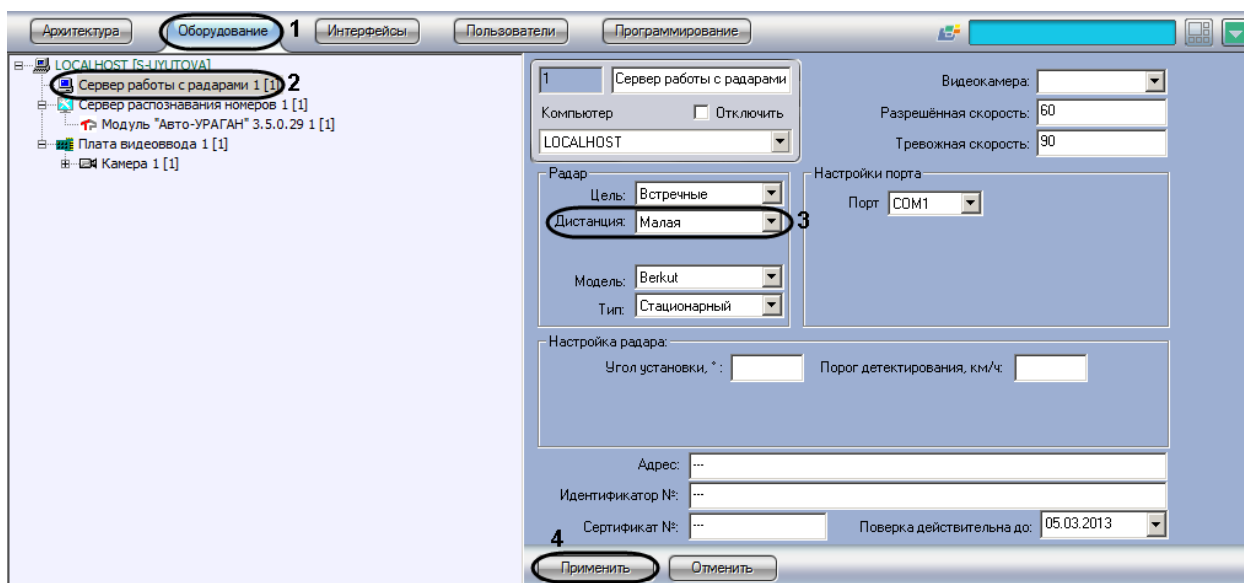 Архитектура Оборудование 1 Интерфейсы Пользователи Программирование
LOCALHOST [S-UYUTOVA]
Сервер работы с радарами 1 [1] 2
Сервер распознавания номеров 1 [1]
Модуль "Авто-УРАГАН" 3.5.0.29 1 [1]
Плата видеоввода 1 [1]
Камера 1 [1]
1 Сервер работы с радарами
Компьютер Отключить
LOCALHOST
Видеокамера:
Разрешённая скорость: 60
Тревожная скорость: 90
Радар
Цель: Встречные
Дистанция: Малая 3
Модель: Berkut
Тип: Стационарный
Настройки порта
Порт COM1
Настройка радара:
Угол установки, ° : Порог детектирования, км/ч:
Адрес: ---
Идентификатор №: ---
Сертификат №: --- Поверка действительна до: 05.03.2013
4
Применить Отменить